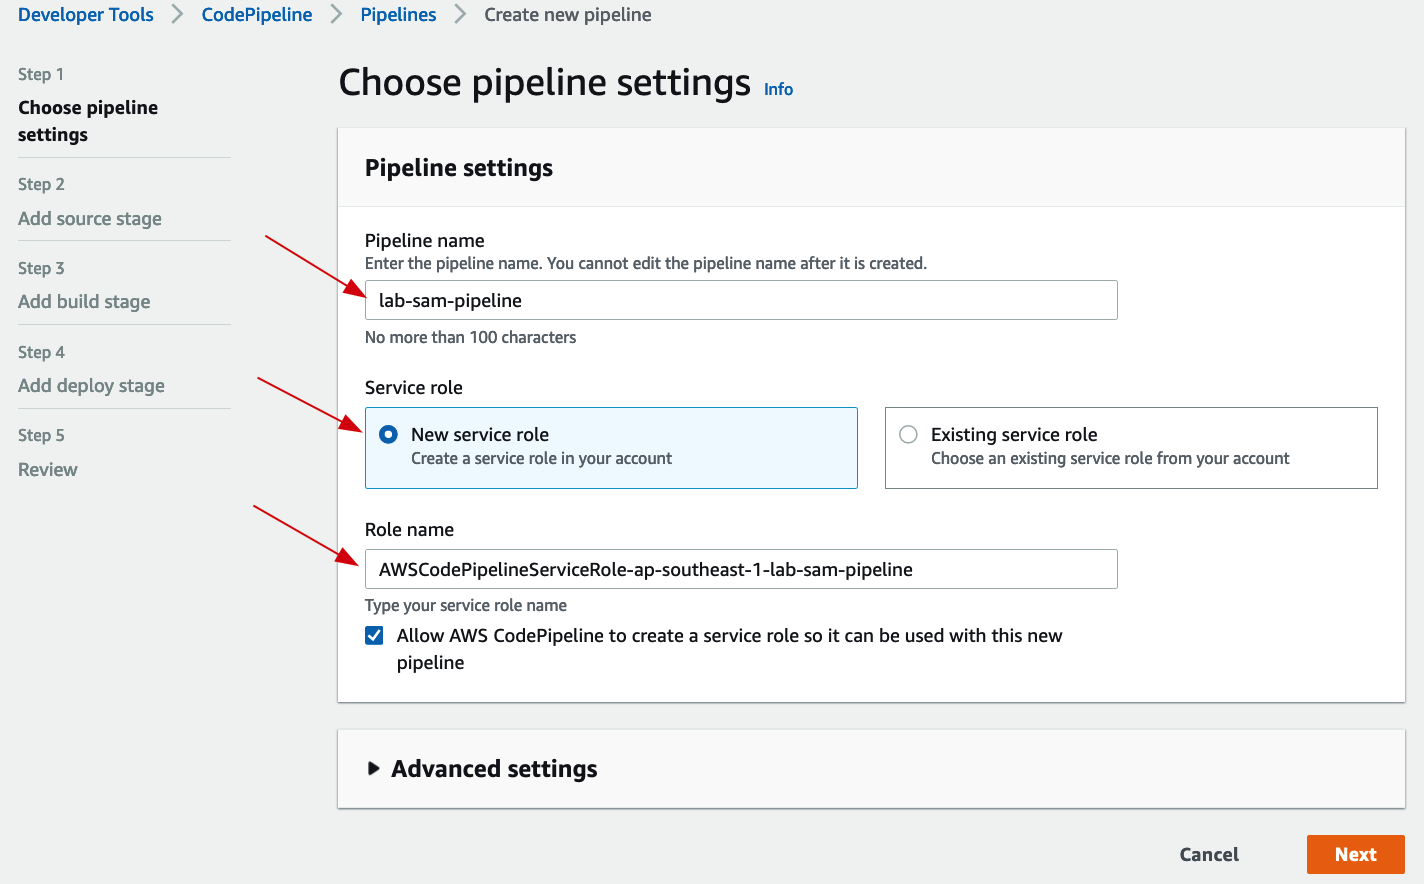 Developer Tools > CodePipeline > Pipelines > Create new pipeline
Step 1
Choose pipeline
settings
Step 2
Add source stage
Step 3
Add build stage
Step 4
Add deploy stage
Step 5
Review
Choose pipeline settings Info
Pipeline settings
Pipeline name
Enter the pipeline name. You cannot edit the pipeline name after it is created.
lab-sam-pipeline
No more than 100 characters
Service role
New service role
Create a service role in your account
Existing service role
Choose an existing service role from your account
Role name
AWSCodePipelineServiceRole-ap-southeast-1-lab-sam-pipeline
Type your service role name
Allow AWS CodePipeline to create a service role so it can be used with this new
pipeline
Advanced settings
Cancel
Next